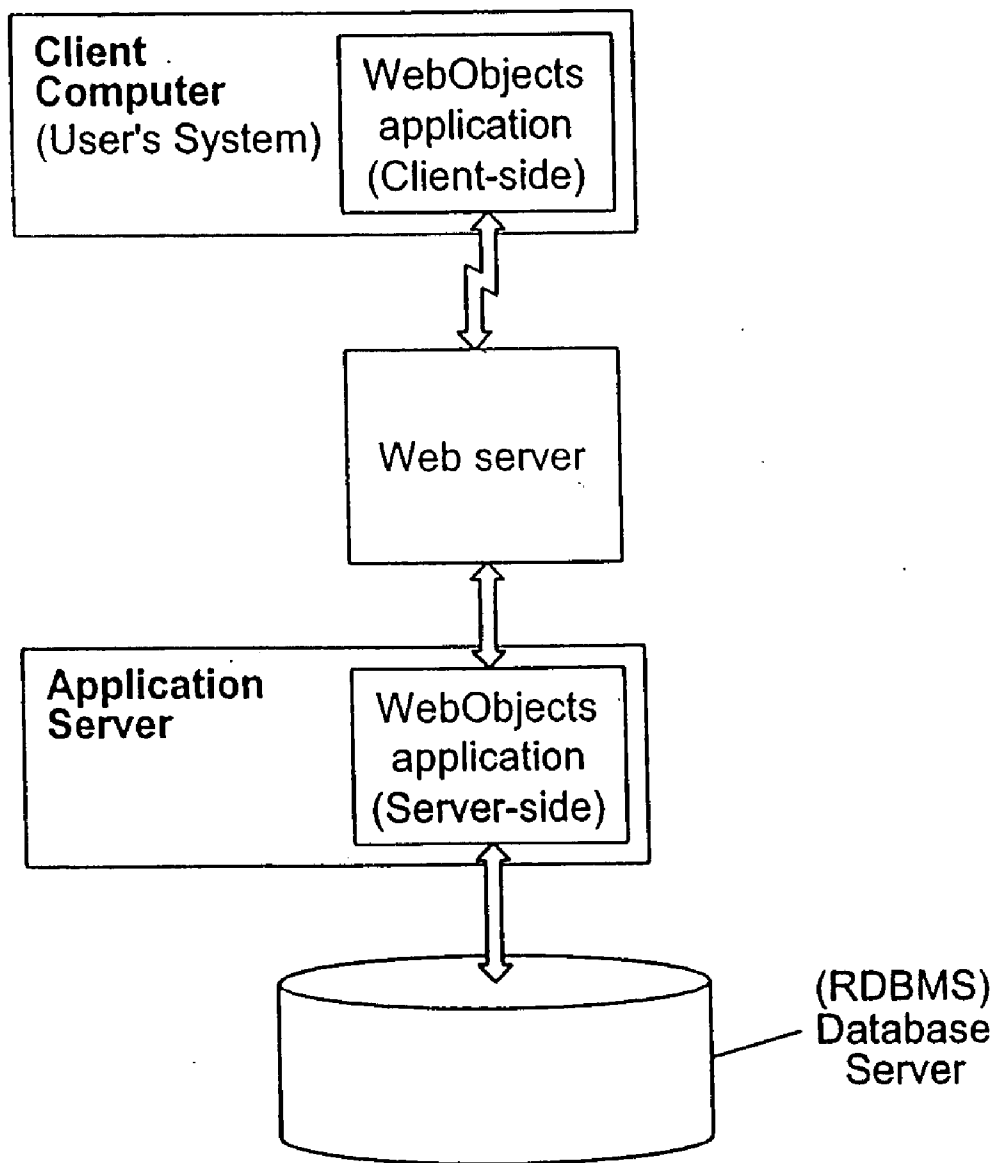 Client
Computer
(User's System)
WebObjects
application
(Client-side)
Web server
Application
Server
WebObjects
application
(Server-side)
(RDBMS)
Database
Server